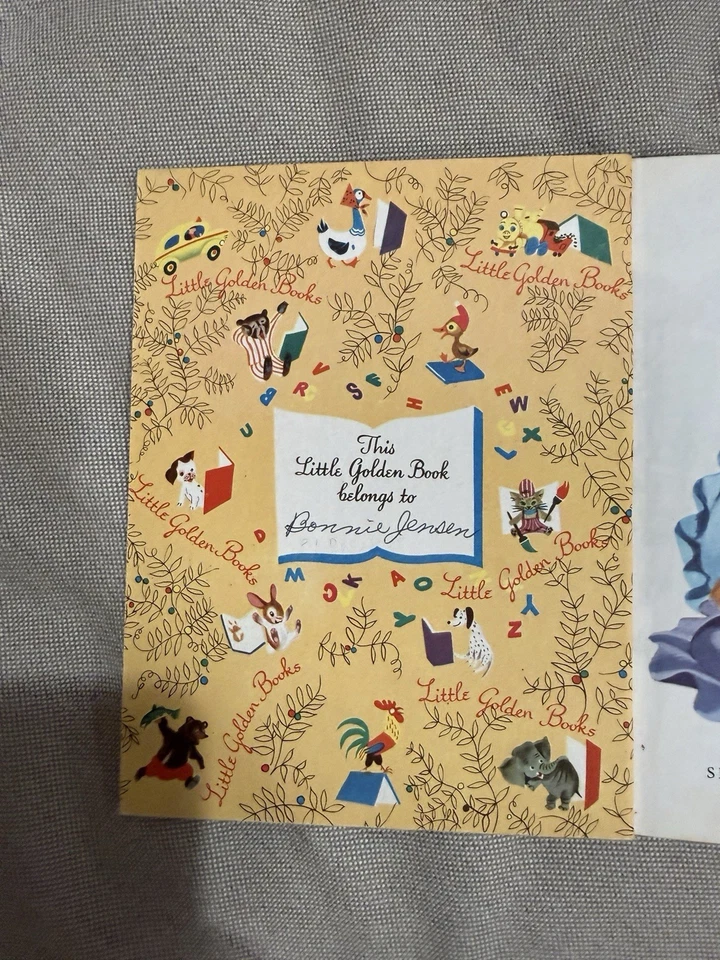 Little Golden Books
Little Golden Books
B R C S F H E W
G X
U V
This
Little Golden Book
belongs to
Bonnie Jensen
Little Golden Books
Little Golden Books
D
W G K A O
Y Y
Z
Little Golden Books
Little Golden Books
S